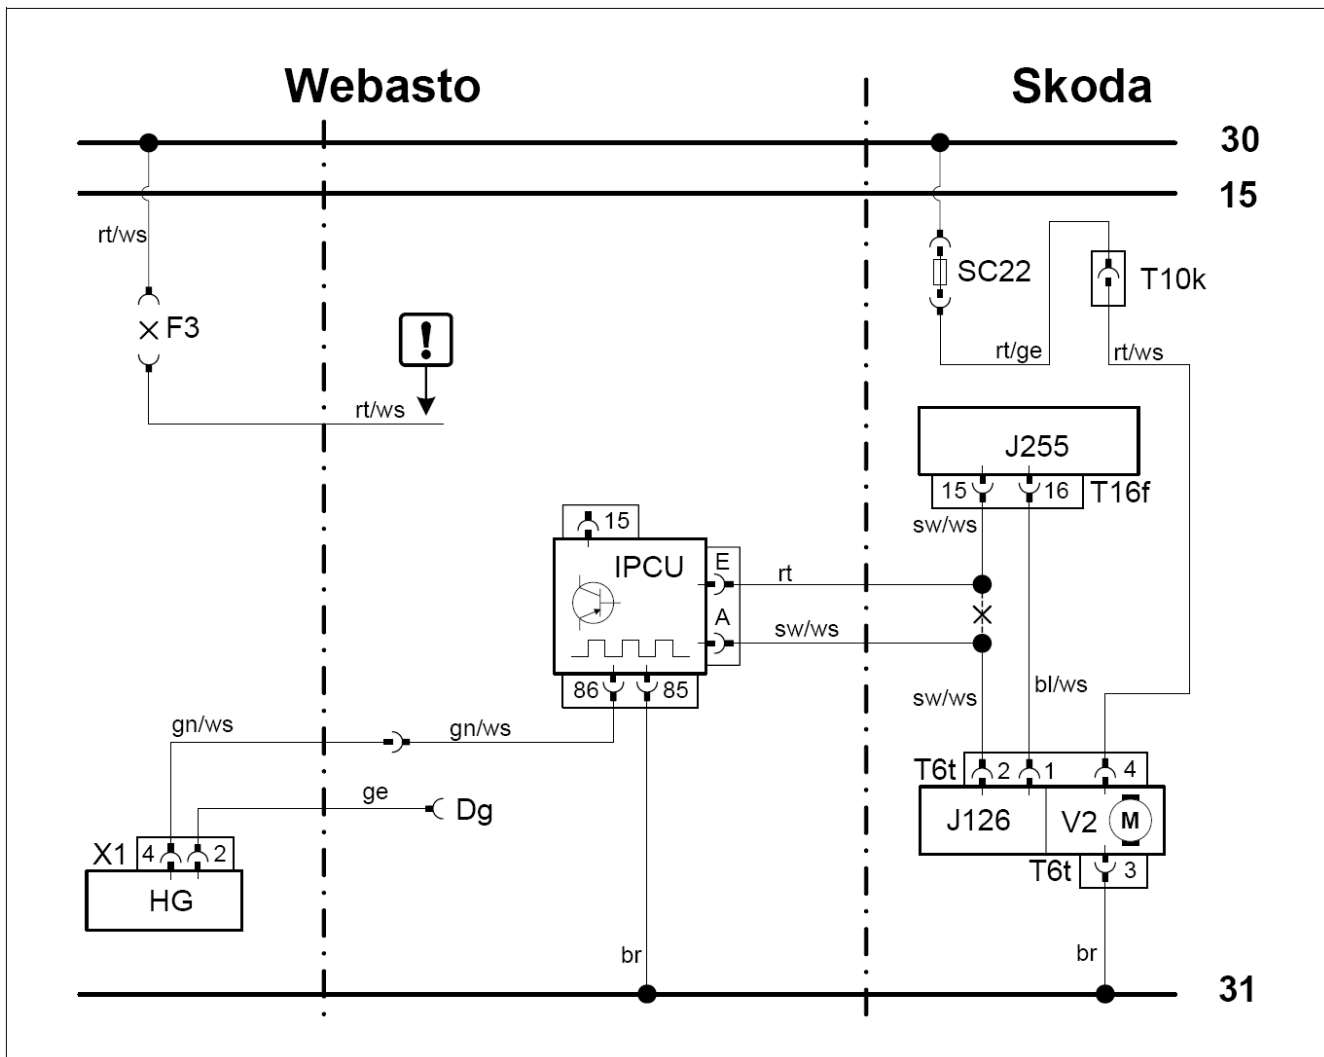 Webasto
Skoda
30
15
rt/ws
SC22
T10k
F3
!
rt/ge
rt/ws
rt/ws
J255
15
16
T16f
15
sw/ws
IPCU
E
rt
A
sw/ws
86
85
sw/ws
bl/ws
gn/ws
gn/ws
T6t
2
1
4
ge
Dg
J126
V2
M
X1
4
2
T6t
3
HG
br
br
31